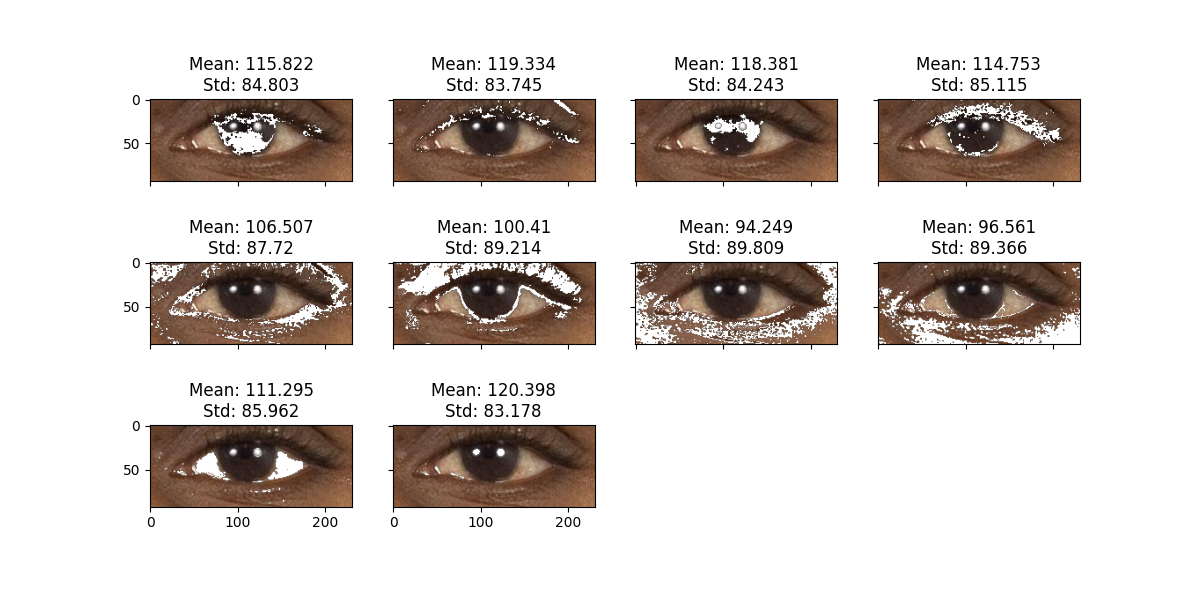 Mean: 115.822
Std: 84.803
Mean: 119.334
Std: 83.745
Mean: 118.381
Std: 84.243
Mean: 114.753
Std: 85.115
0
50
Mean: 106.507
Std: 87.72
Mean: 100.41
Std: 89.214
Mean: 94.249
Std: 89.809
Mean: 96.561
Std: 89.366
0
50
Mean: 111.295
Std: 85.962
Mean: 120.398
Std: 83.178
0
50
0 100 200
0 100 200